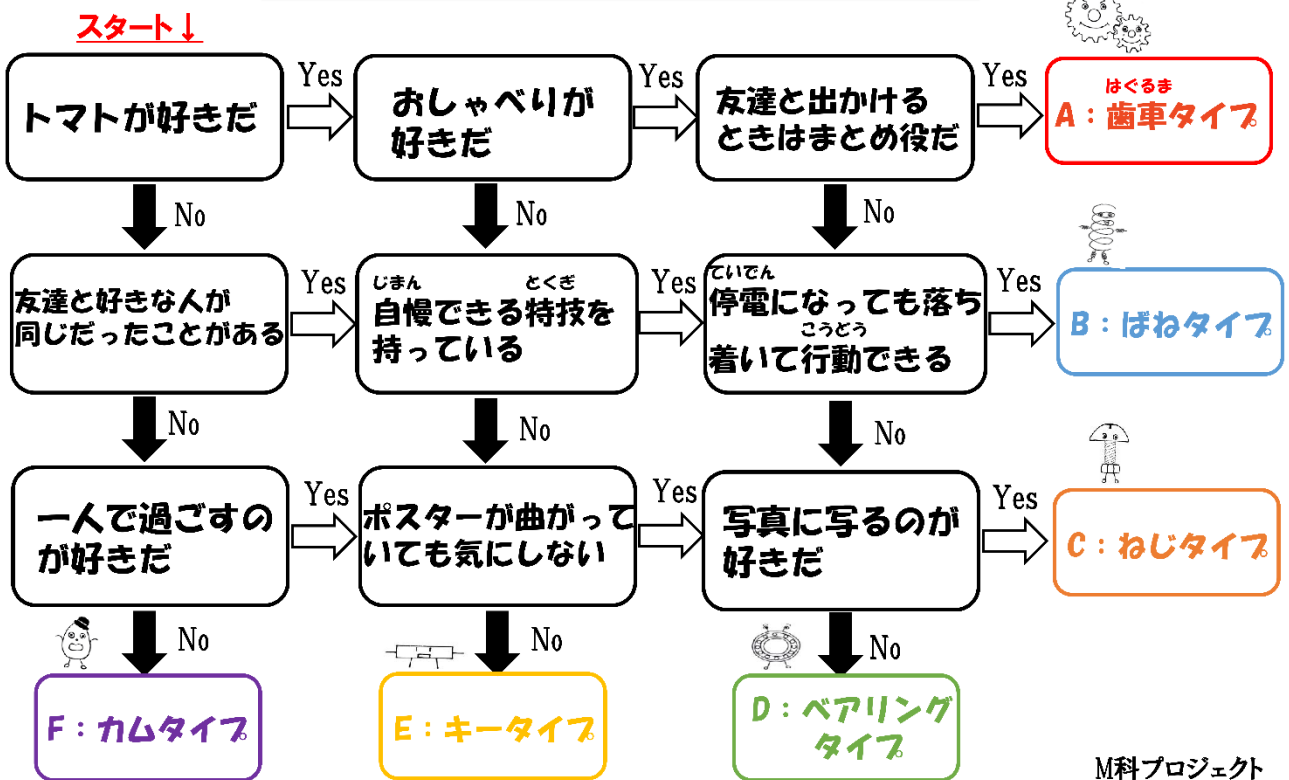 スタート↓
トマトが好きだ
Yes
おしゃべりが
好きだ
Yes
友達と出かける
ときはまとめ役だ
Yes
はぐるま
A：歯車タイプ
No
No
No
友達と好きな人が
同じだったことがある
Yes
じまん とくぎ
自慢できる特技を
持っている
Yes
ていでん
停電になっても落ち
こうどう
着いて行動できる
Yes
B：ばねタイプ
No
No
No
一人で過ごすの
が好きだ
Yes
ポスターが曲がって
いても気にしない
Yes
写真に写るのが
好きだ
Yes
C：ねじタイプ
No
No
No
F：カムタイプ
E：キータイプ
D：ベアリング
タイプ
M科プロジェクト